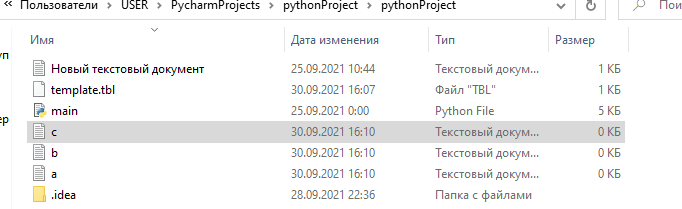 « Пользователи > USER > PycharmProjects > pythonProject > pythonProject
Имя Дата изменения Тип Размер
Новый текстовый документ 25.09.2021 10:44 Текстовый докум... 1 КБ
template.tbl 30.09.2021 16:07 Файл "TBL" 1 КБ
main 25.09.2021 0:00 Python File 5 КБ
c 30.09.2021 16:10 Текстовый докум... 0 КБ
b 30.09.2021 16:10 Текстовый докум... 0 КБ
a 30.09.2021 16:10 Текстовый докум... 0 КБ
.idea 28.09.2021 22:36 Папка с файлами